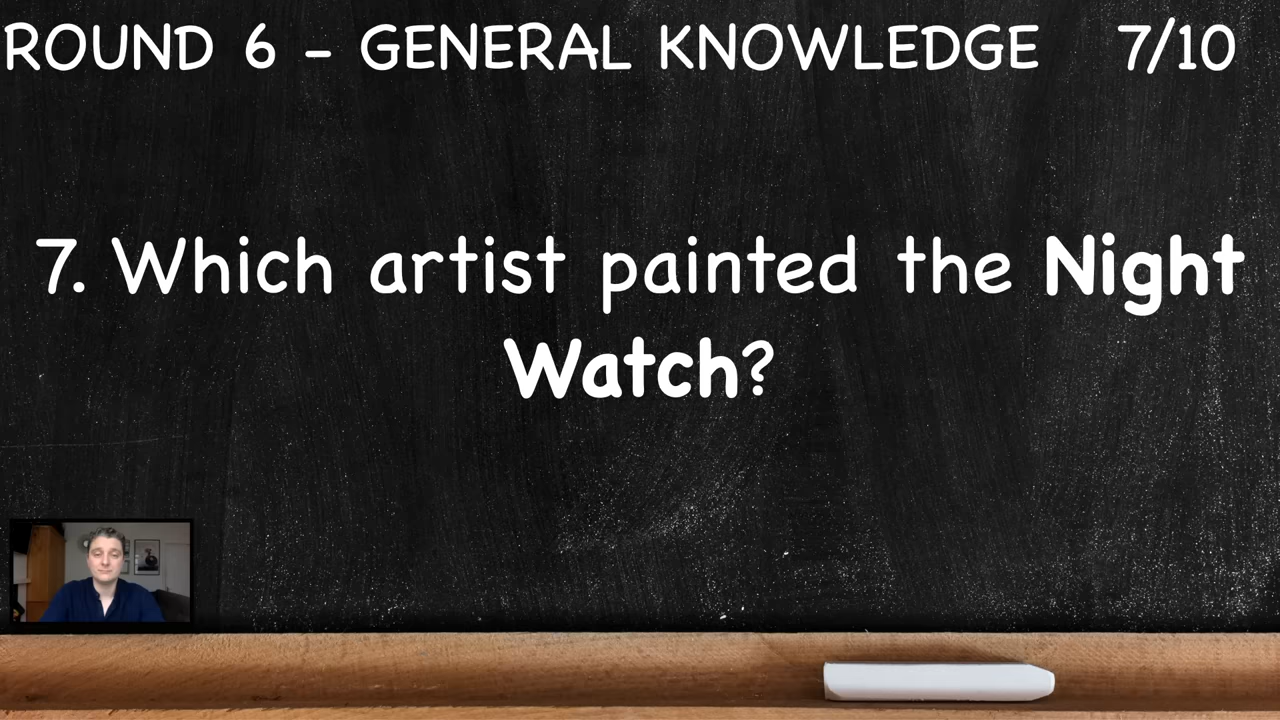 ROUND 6 - GENERAL KNOWLEDGE 7/10
7. Which artist painted the Night
Watch?